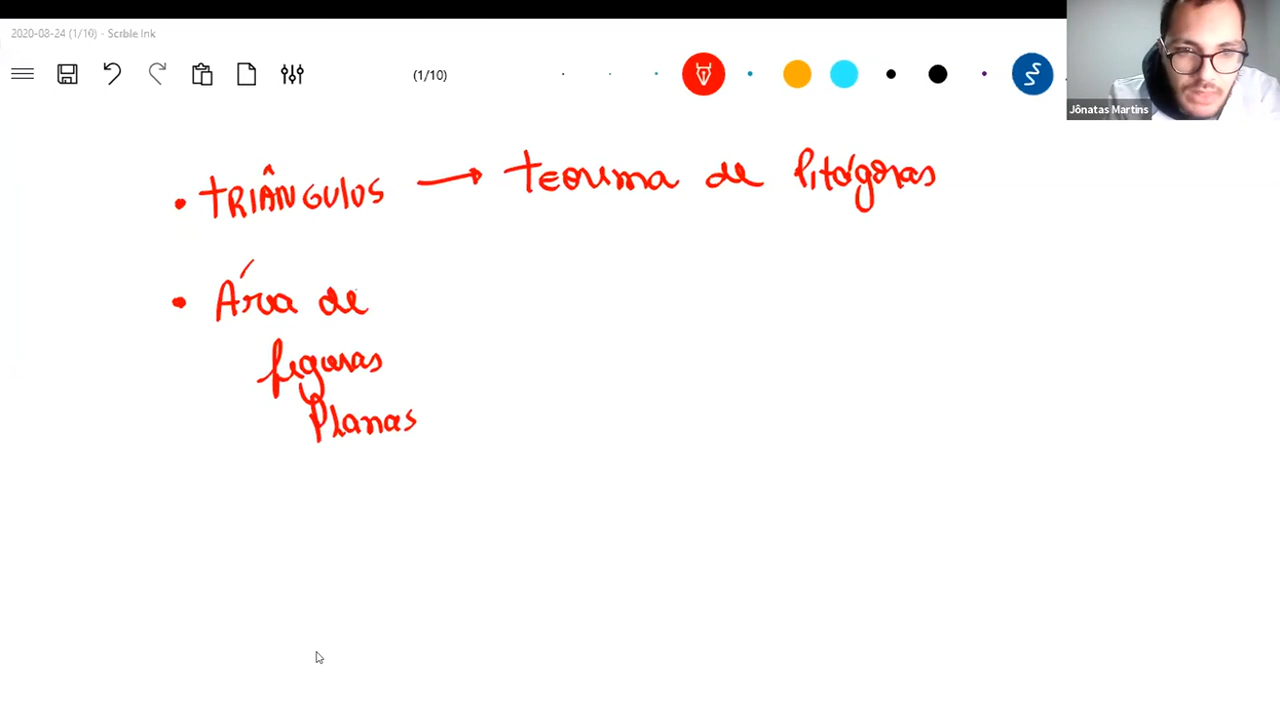 2020-08-24 (1/10) - Scrble Ink
(1/10)
Jônatas Martins
• TRIÂNGULOS → teorema de Pitágoras
• Área de
figuras
Planas